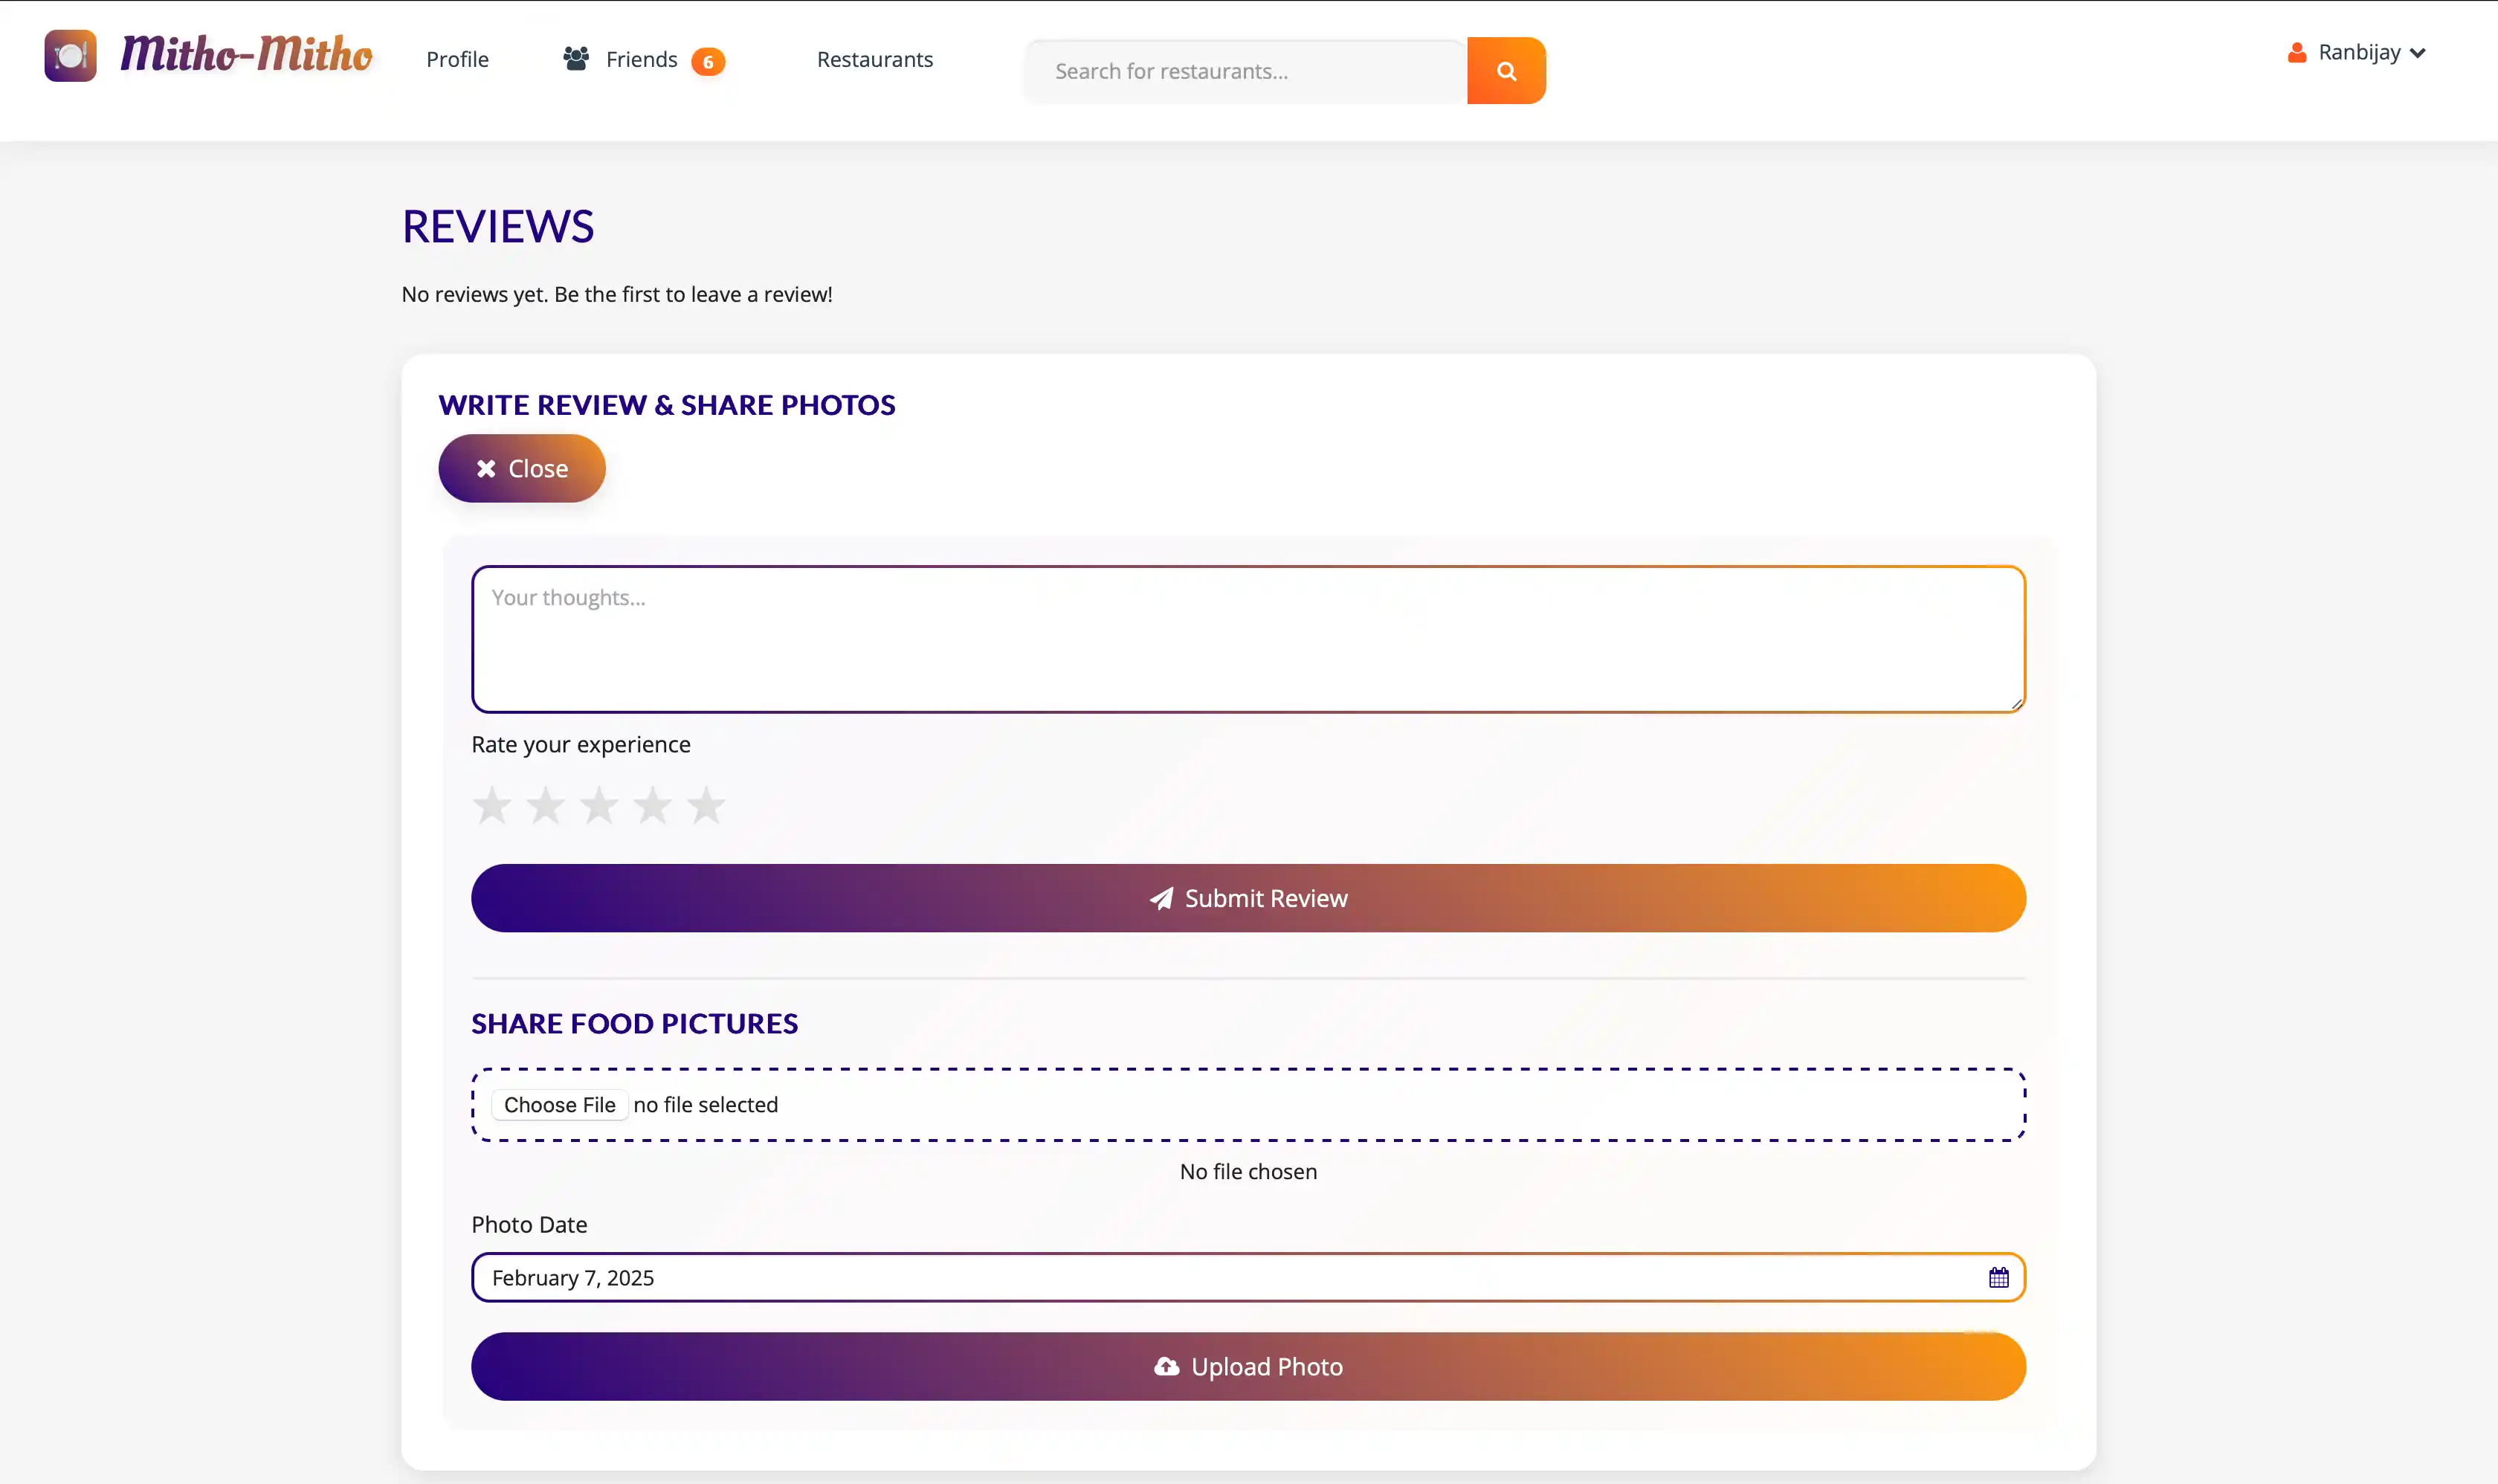 Mitho-Mitho
Profile
Friends 6
Restaurants
Search for restaurants...
Ranbijay
REVIEWS
No reviews yet. Be the first to leave a review!
WRITE REVIEW & SHARE PHOTOS
Close
Your thoughts...
Rate your experience
Submit Review
SHARE FOOD PICTURES
Choose File no file selected
No file chosen
Photo Date
February 7, 2025
Upload Photo